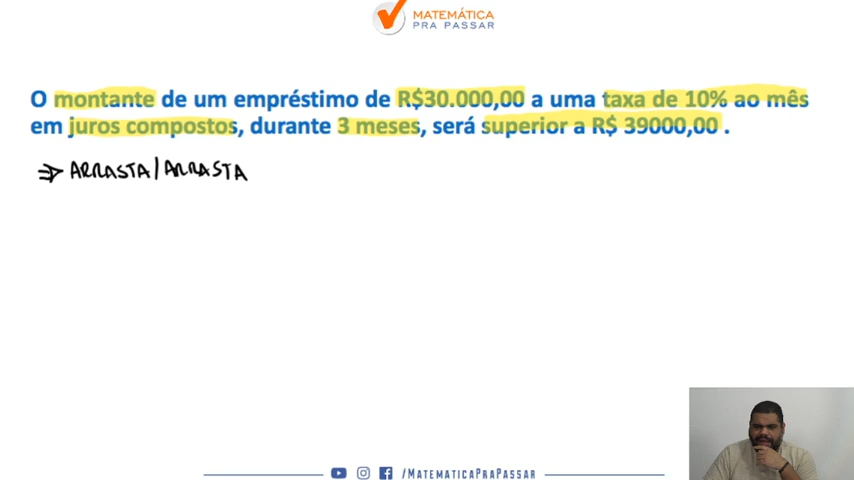 MATEMÁTICA
PRA PASSAR
O montante de um empréstimo de R$30.000,00 a uma taxa de 10% ao mês
em juros compostos, durante 3 meses, será superior a R$ 39000,00 .
⇒ ARRASTA/ARRASTA
/MATEMATICAPRAPASSAR